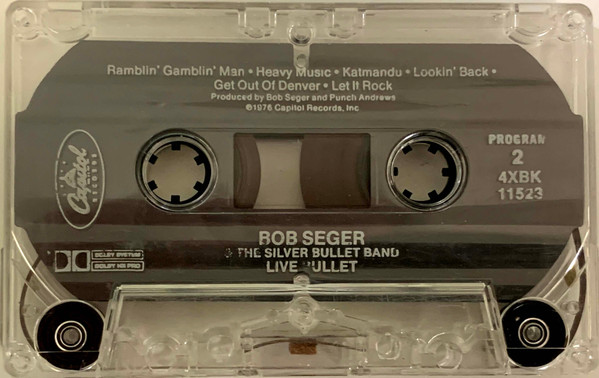 Ramblin' Gamblin' Man • Heavy Music • Katmandu • Lookin' Back •
Get Out Of Denver • Let It Rock
Produced by Bob Seger and Punch Andrews
℗1976 Capitol Records, Inc
Capitol
RECORDS
PROGRAM
2
4XBK
11523
BOB SEGER
& THE SILVER BULLET BAND
LIVE BULLET
DOLBY SYSTEM
DOLBY HX PRO